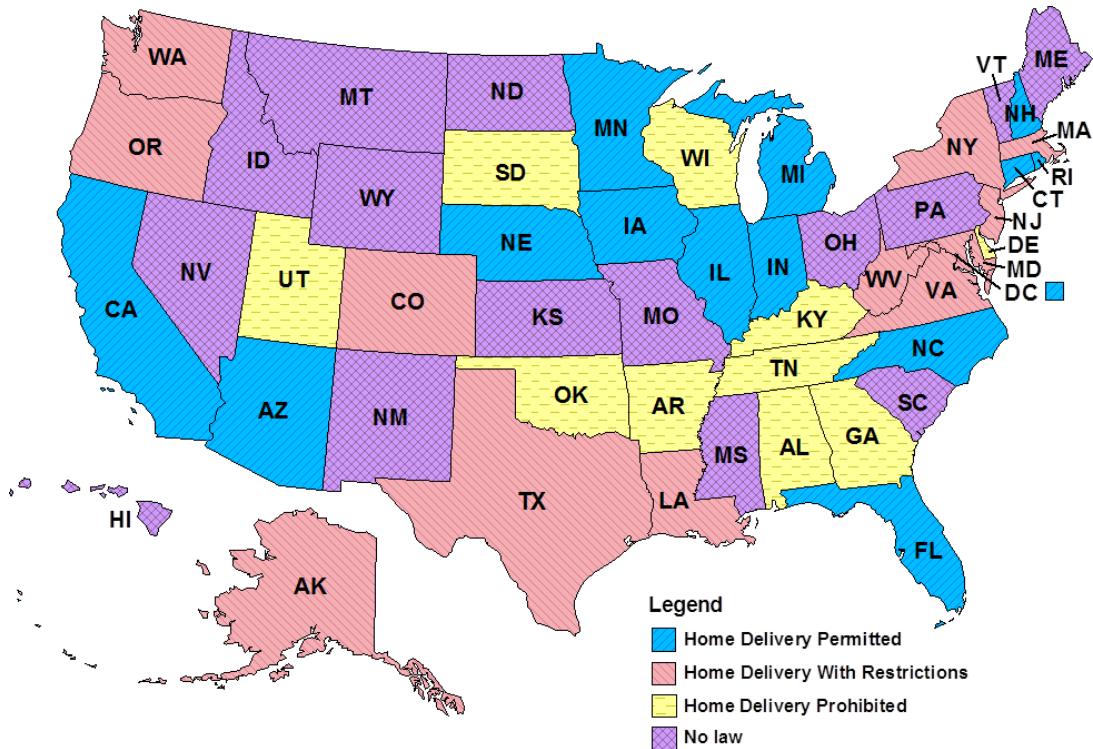 WA
MT
ND
MN
VT
ME
NH
MA
OR
ID
SD
WI
NY
MI
RI
CT
WY
PA
NJ
NE
IA
OH
DE
NV
UT
IL
IN
WV
MD
CA
CO
VA
DC
KS
MO
KY
NC
TN
OK
AR
AZ
NM
SC
MS
AL
GA
TX
LA
HI
FL
AK
Legend
Home Delivery Permitted
Home Delivery With Restrictions
Home Delivery Prohibited
No law